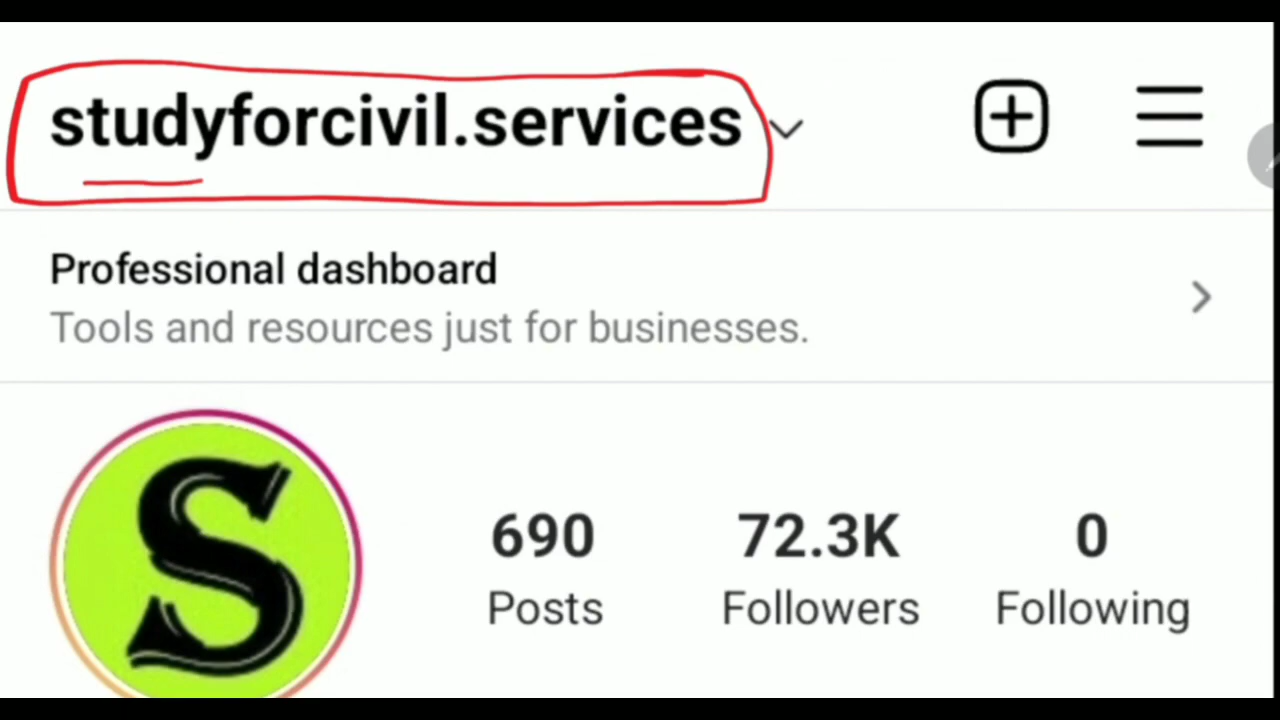 studyforcivil.services
Professional dashboard
Tools and resources just for businesses.
S
690 72.3K 0
Posts Followers Following